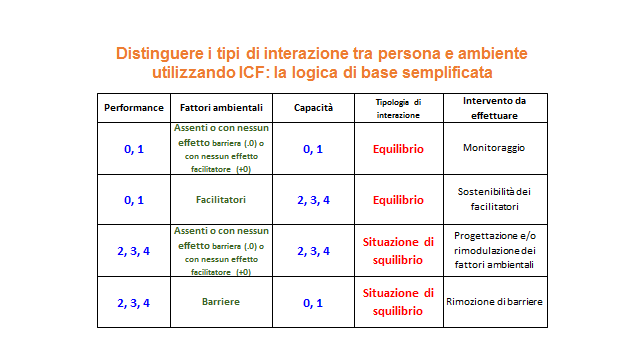 Distinguere i tipi di interazione tra persona e ambiente
utilizzando ICF: la logica di base semplificata
Performance Fattori ambientali Capacità Tipologia di interazione Intervento da effettuare
0, 1
Assenti o con nessun
effetto barriera (.0) o
con nessun effetto
facilitatore (+0)
0, 1
Equilibrio
Monitoraggio
0, 1
Facilitatori
2, 3, 4
Equilibrio
Sostenibilità dei
facilitatori
2, 3, 4
Assenti o con nessun
effetto barriera (.0) o
con nessun effetto
facilitatore (+0)
2, 3, 4
Situazione di
squilibrio
Progettazione e/o
rimodulazione dei
fattori ambientali
2, 3, 4
Barriere
0, 1
Situazione di
squilibrio
Rimozione di barriere